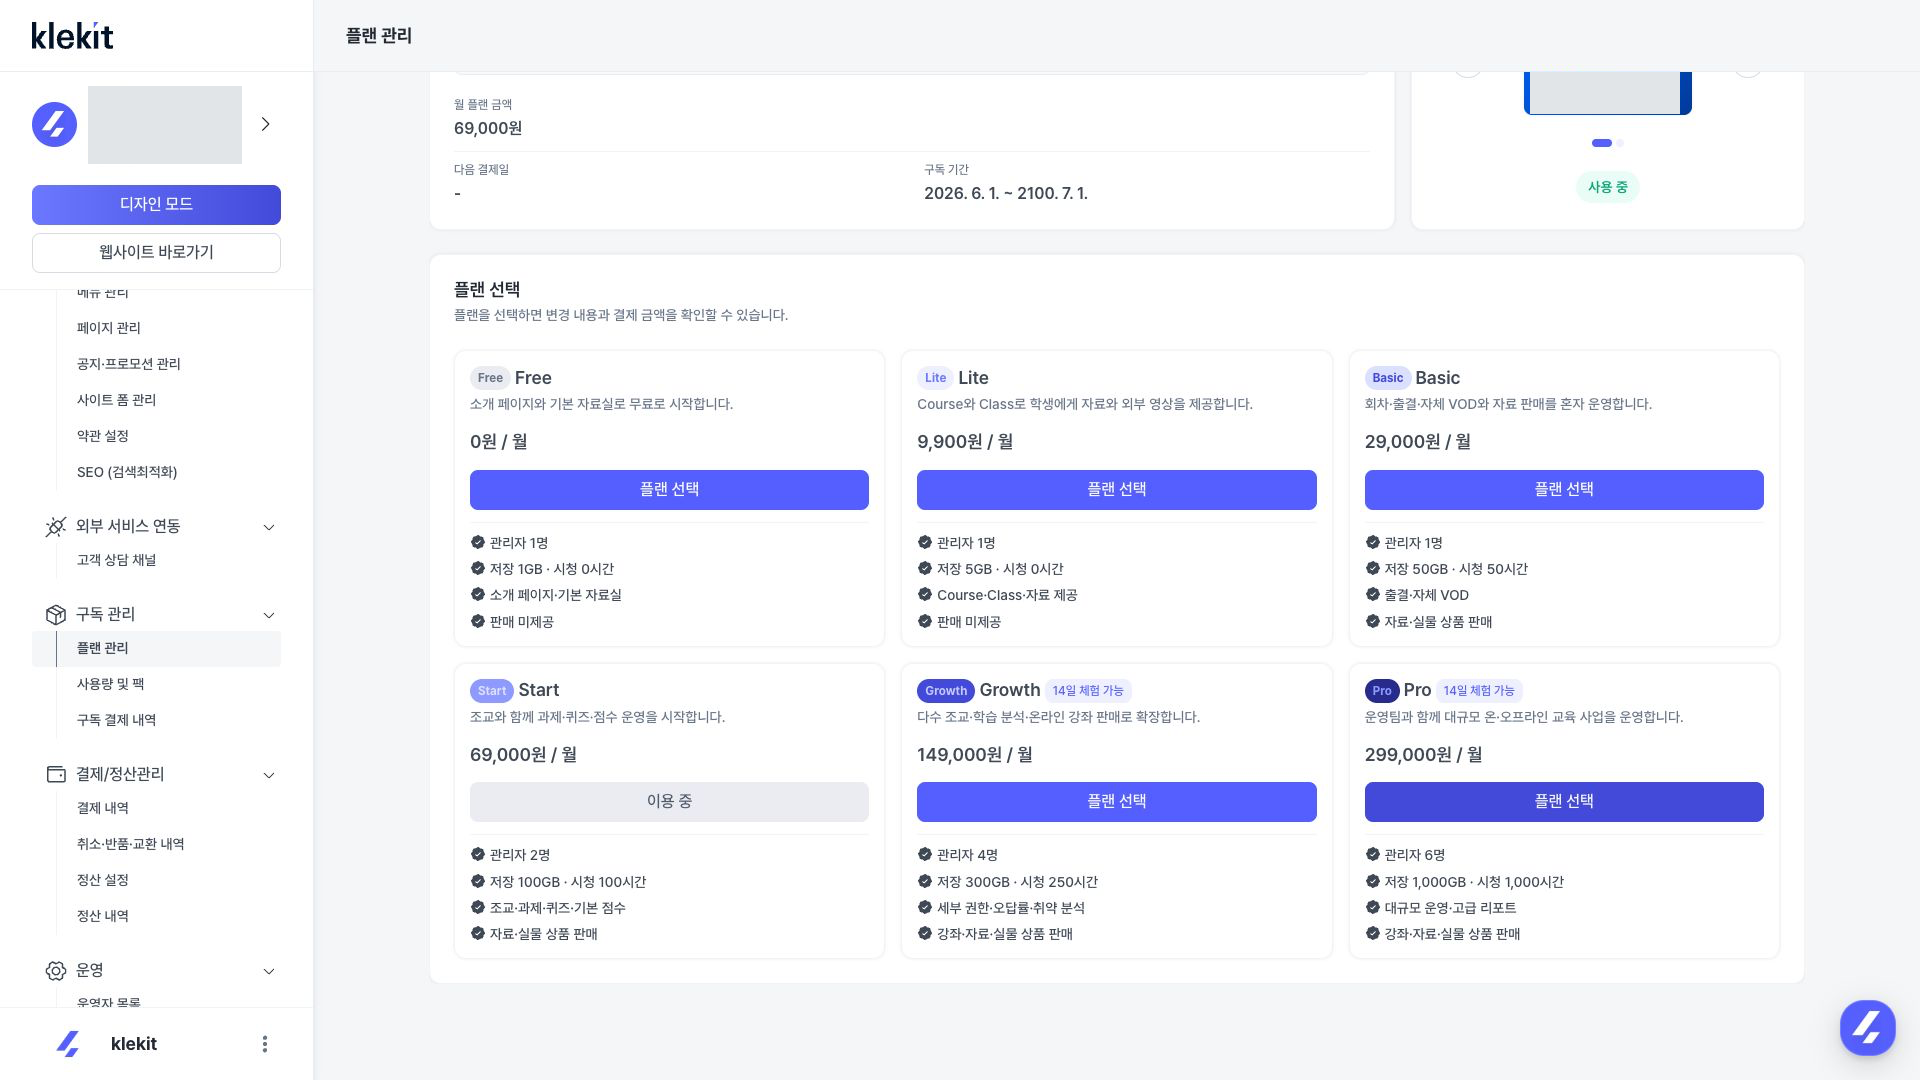 klekit
플랜 관리
디자인 모드
웹사이트 바로가기
메뉴 관리
페이지 관리
공지·프로모션 관리
사이트 폼 관리
약관 설정
SEO (검색최적화)
외부 서비스 연동
고객 상담 채널
구독 관리
플랜 관리
사용량 및 팩
구독 결제 내역
결제/정산관리
결제 내역
취소·반품·교환 내역
정산 설정
정산 내역
운영
운영자 목록
klekit
월 플랜 금액
69,000원
다음 결제일
-
구독 기간
2026. 6. 1. ~ 2100. 7. 1.
사용 중
플랜 선택
플랜을 선택하면 변경 내용과 결제 금액을 확인할 수 있습니다.
Free Free
소개 페이지와 기본 자료실로 무료로 시작합니다.
0원 / 월
플랜 선택
관리자 1명
저장 1GB · 시청 0시간
소개 페이지·기본 자료실
판매 미제공
Lite Lite
Course와 Class로 학생에게 자료와 외부 영상을 제공합니다.
9,900원 / 월
플랜 선택
관리자 1명
저장 5GB · 시청 0시간
Course·Class·자료 제공
판매 미제공
Basic Basic
회차·출결·자체 VOD와 자료 판매를 혼자 운영합니다.
29,000원 / 월
플랜 선택
관리자 1명
저장 50GB · 시청 50시간
출결·자체 VOD
자료·실물 상품 판매
Start Start
조교와 함께 과제·퀴즈·점수 운영을 시작합니다.
69,000원 / 월
이용 중
관리자 2명
저장 100GB · 시청 100시간
조교·과제·퀴즈·기본 점수
자료·실물 상품 판매
Growth Growth 14일 체험 가능
다수 조교·학습 분석·온라인 강좌 판매로 확장합니다.
149,000원 / 월
플랜 선택
관리자 4명
저장 300GB · 시청 250시간
세부 권한·오답률·취약 분석
강좌·자료·실물 상품 판매
Pro Pro 14일 체험 가능
운영팀과 함께 대규모 온·오프라인 교육 사업을 운영합니다.
299,000원 / 월
플랜 선택
관리자 6명
저장 1,000GB · 시청 1,000시간
대규모 운영·고급 리포트
강좌·자료·실물 상품 판매